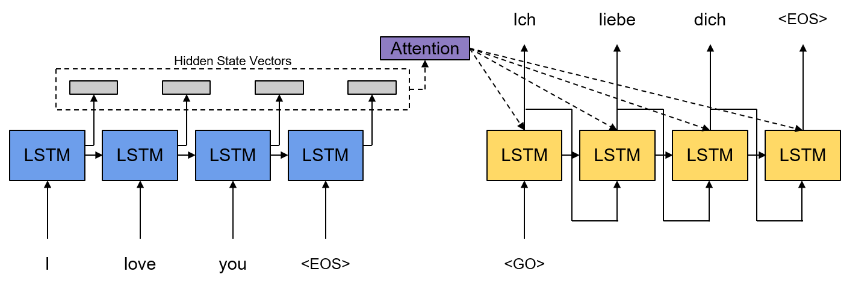 Ich liebe dich <EOS>
Attention
Hidden State Vectors
LSTM LSTM LSTM LSTM LSTM LSTM LSTM LSTM
I love you <EOS> <GO>